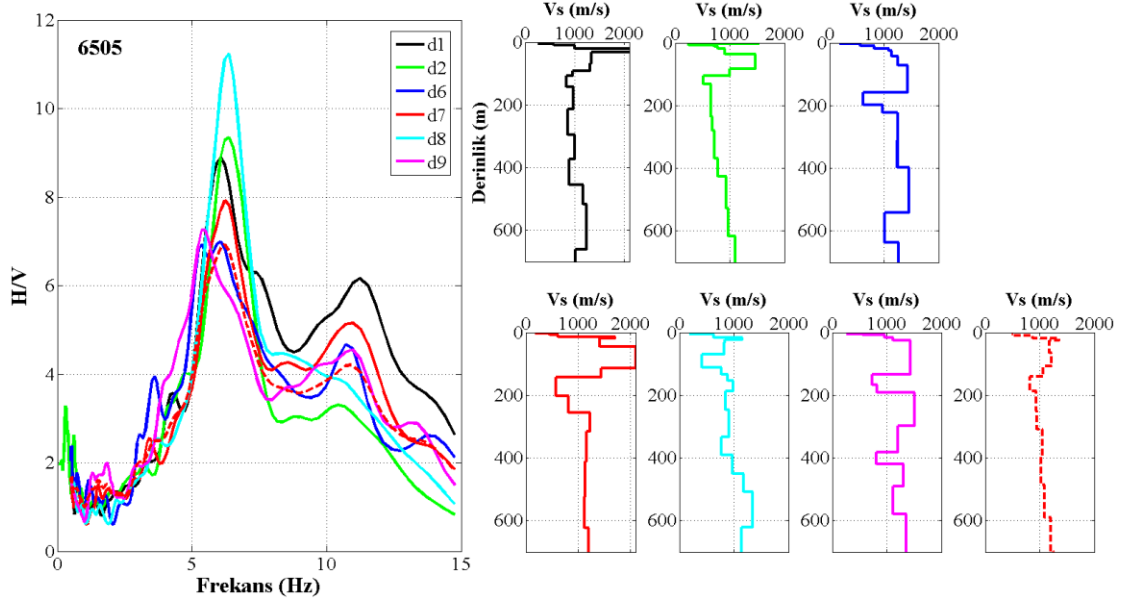 6505
d1
d2
d6
d7
d8
d9
12
10
8
6
4
2
0
0 5 10 15
H/V
Frekans (Hz)
Vs (m/s) Vs (m/s) Vs (m/s)
0 1000 2000 0 1000 2000 0 1000 2000
0 0 0
200 200 200
400 400 400
600 600 600
Derinlik (m)
Vs (m/s) Vs (m/s) Vs (m/s) Vs (m/s)
0 1000 2000 0 1000 2000 0 1000 2000 0 1000 2000
0 0 0 0
200 200 200 200
400 400 400 400
600 600 600 600